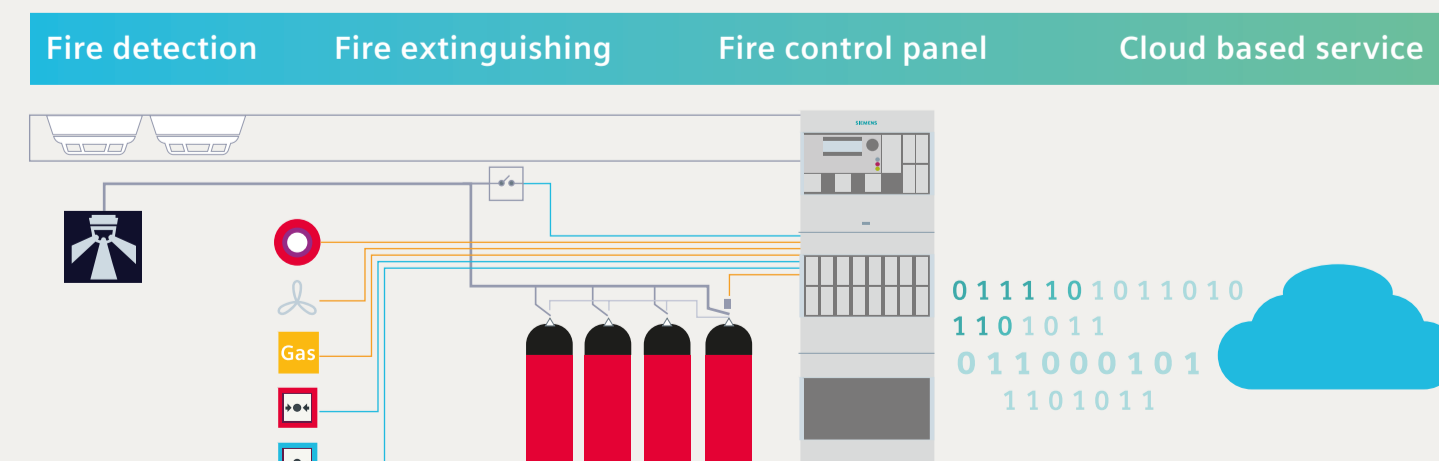 Fire detection Fire extinguishing Fire control panel Cloud based service
SIEMENS
0 1 1 1 1 0 1 0 1 1 0 1 0
1 1 0 1 0 1 1
Gas
0 1 1 0 0 0 1 0 1
1 1 0 1 0 1 1